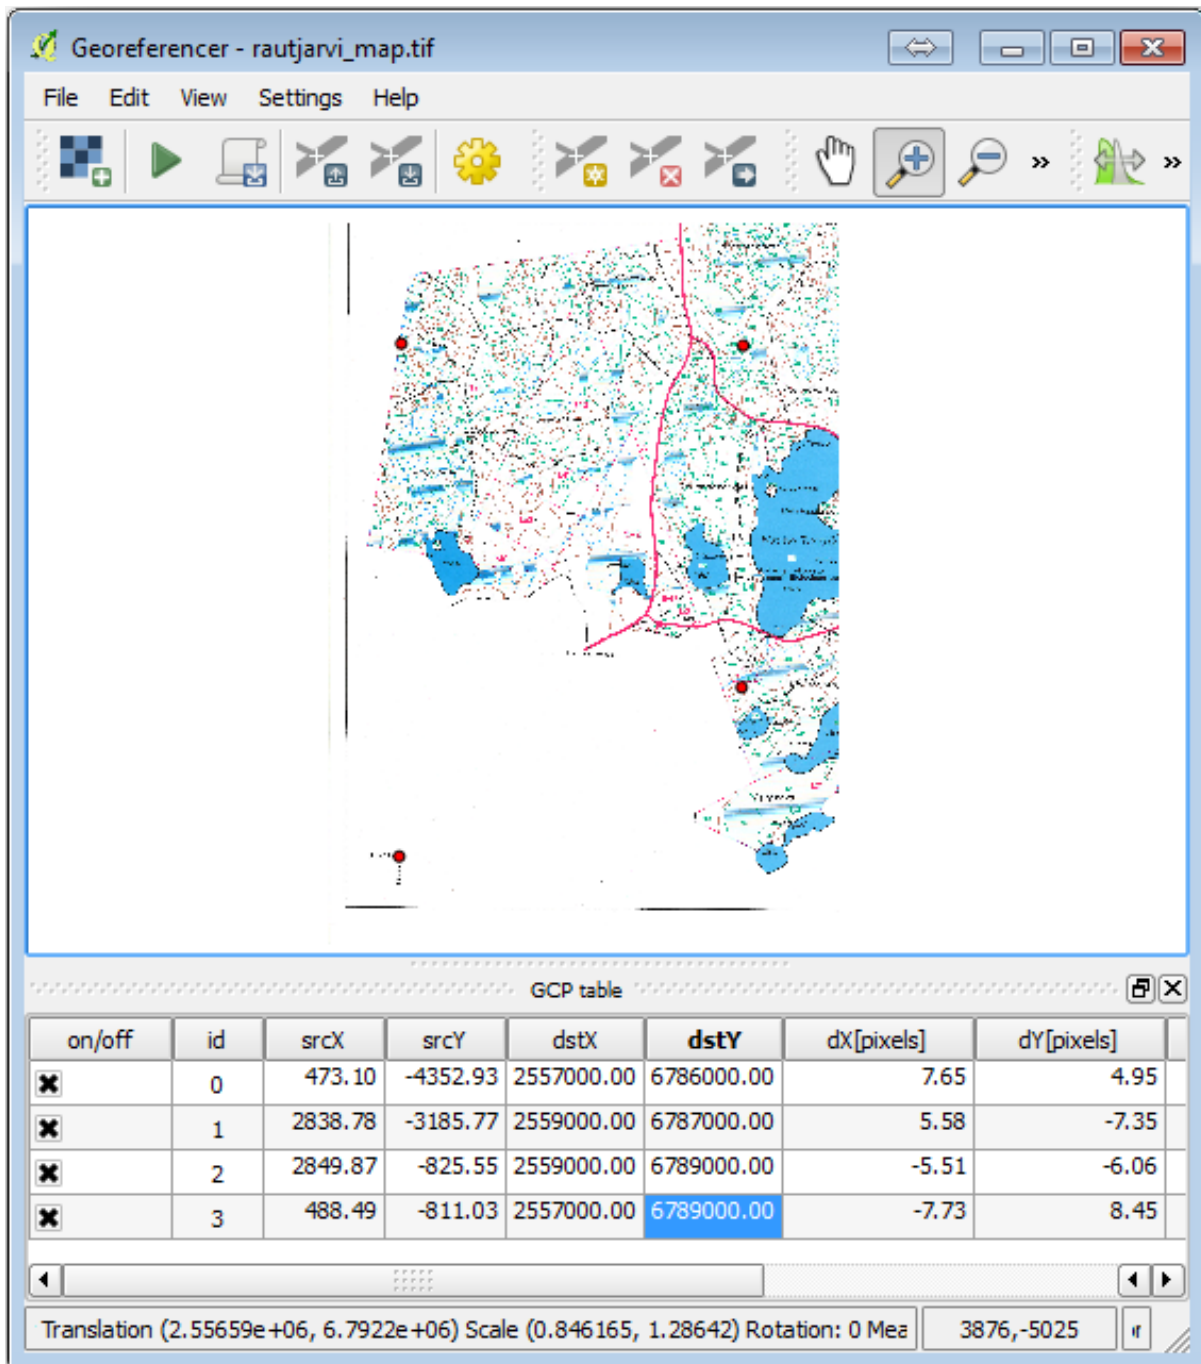 Georeferencer - rautjarvi_map.tif
File Edit View Settings Help
GCP table
on/off id srcX srcY dstX dstY dX[pixels] dY[pixels]
0 473.10 -4352.93 2557000.00 6786000.00 7.65 4.95
1 2838.78 -3185.77 2559000.00 6787000.00 5.58 -7.35
2 2849.87 -825.55 2559000.00 6789000.00 -5.51 -6.06
3 488.49 -811.03 2557000.00 6789000.00 -7.73 8.45
Translation (2.55659e+06, 6.7922e+06) Scale (0.846165, 1.28642) Rotation: 0 Mea 3876,-5025